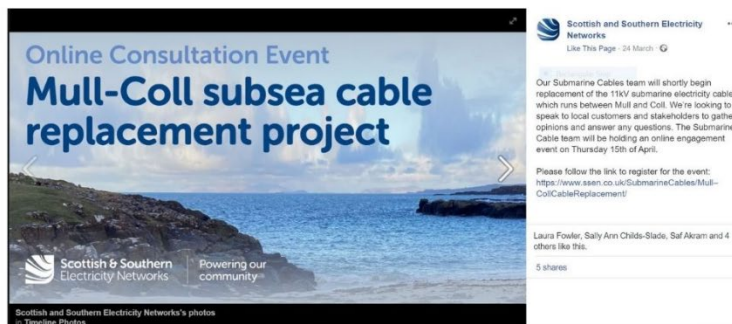 Online Consultation Event
Mull-Coll subsea cable
replacement project
Scottish & Southern
Electricity Networks
Powering our
community
Scottish and Southern Electricity Networks's photos
in Timeline Photos
Scottish and Southern Electricity
Networks
Like This Page · 24 March ·
Our Submarine Cables team will shortly begin
replacement of the 11kV submarine electricity cable
which runs between Mull and Coll. We're looking to
speak to local customers and stakeholders to gathe
opinions and answer any questions. The Submarine
Cable team will be holding an online engagement
event on Thursday 15th of April.
Please follow the link to register for the event:
https://www.ssen.co.uk/SubmarineCables/Mull-
CollCableReplacement/
Laura Fowler, Sally Ann Childs-Slade, Saf Akram and 4
others like this.
5 shares